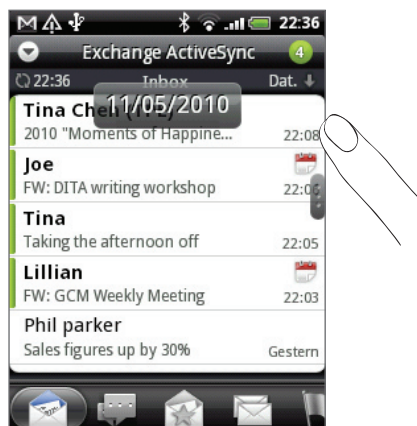 22:36
Exchange ActiveSync 4
22:36 Inbox Dat.
11/05/2010
Tina Chen
2010 "Moments of Happine... 22:08
Joe
FW: DITA writing workshop 22:06
Tina
Taking the afternoon off 22:05
Lillian
FW: GCM Weekly Meeting 22:03
Phil parker
Sales figures up by 30% Gestern